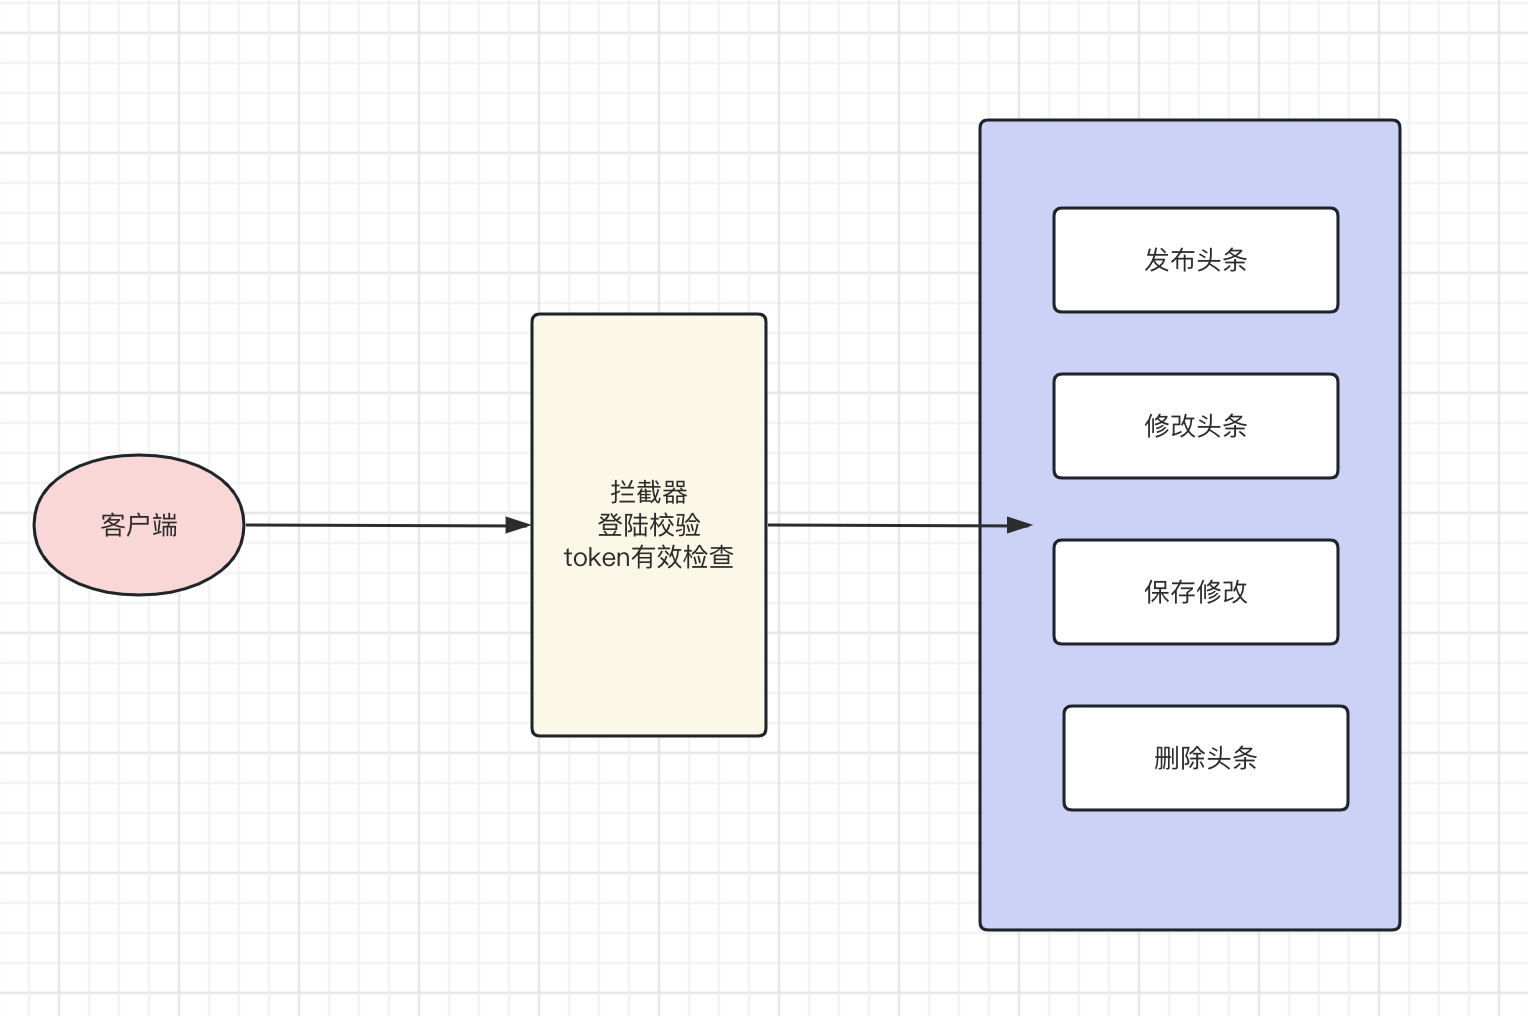 客户端
拦截器
登陆校验
token有效检查
发布头条
修改头条
保存修改
删除头条